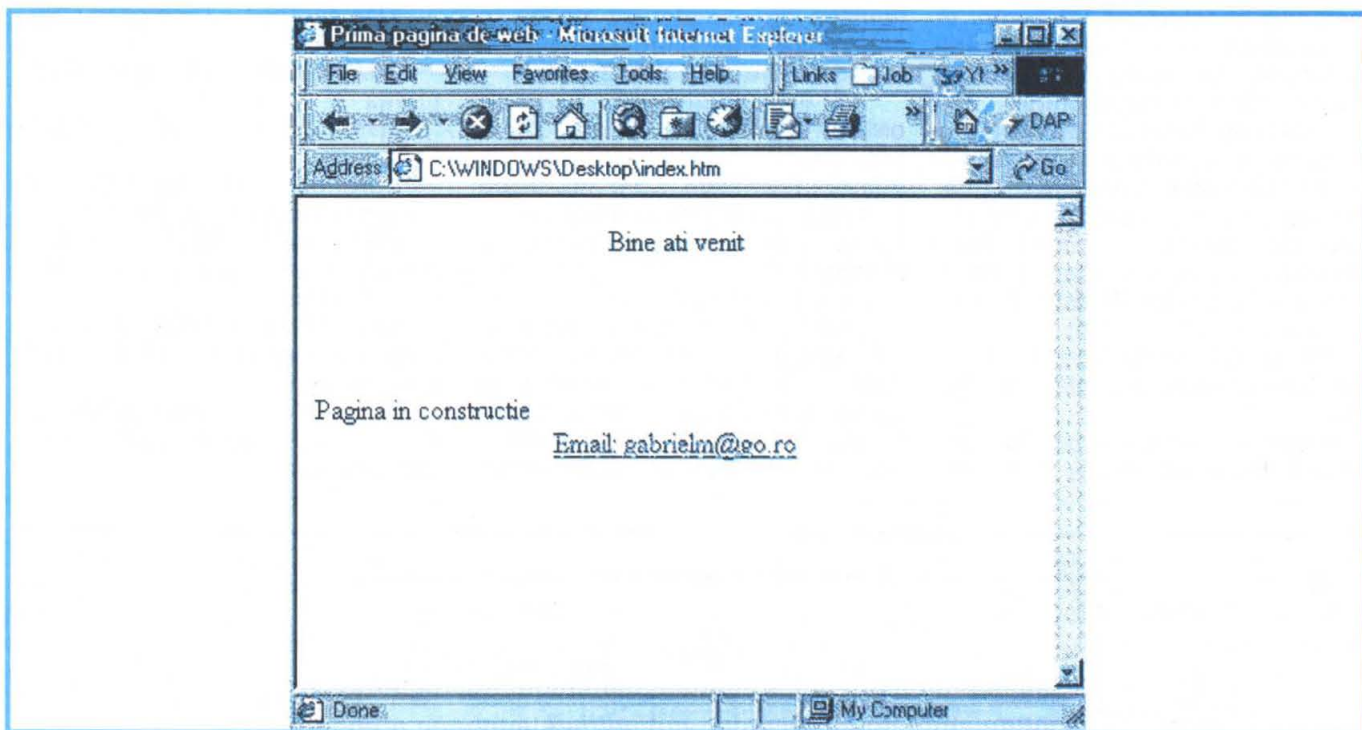 Prima pagina de web - Microsoft Internet Explorer
File Edit View Favorites Tools Help Links Job Y! »
» DAP
Address C:\WINDOWS\Desktop\index.htm Go
Bine ati venit
Pagina in constructie
Email: gabrielm@go.ro
Done My Computer